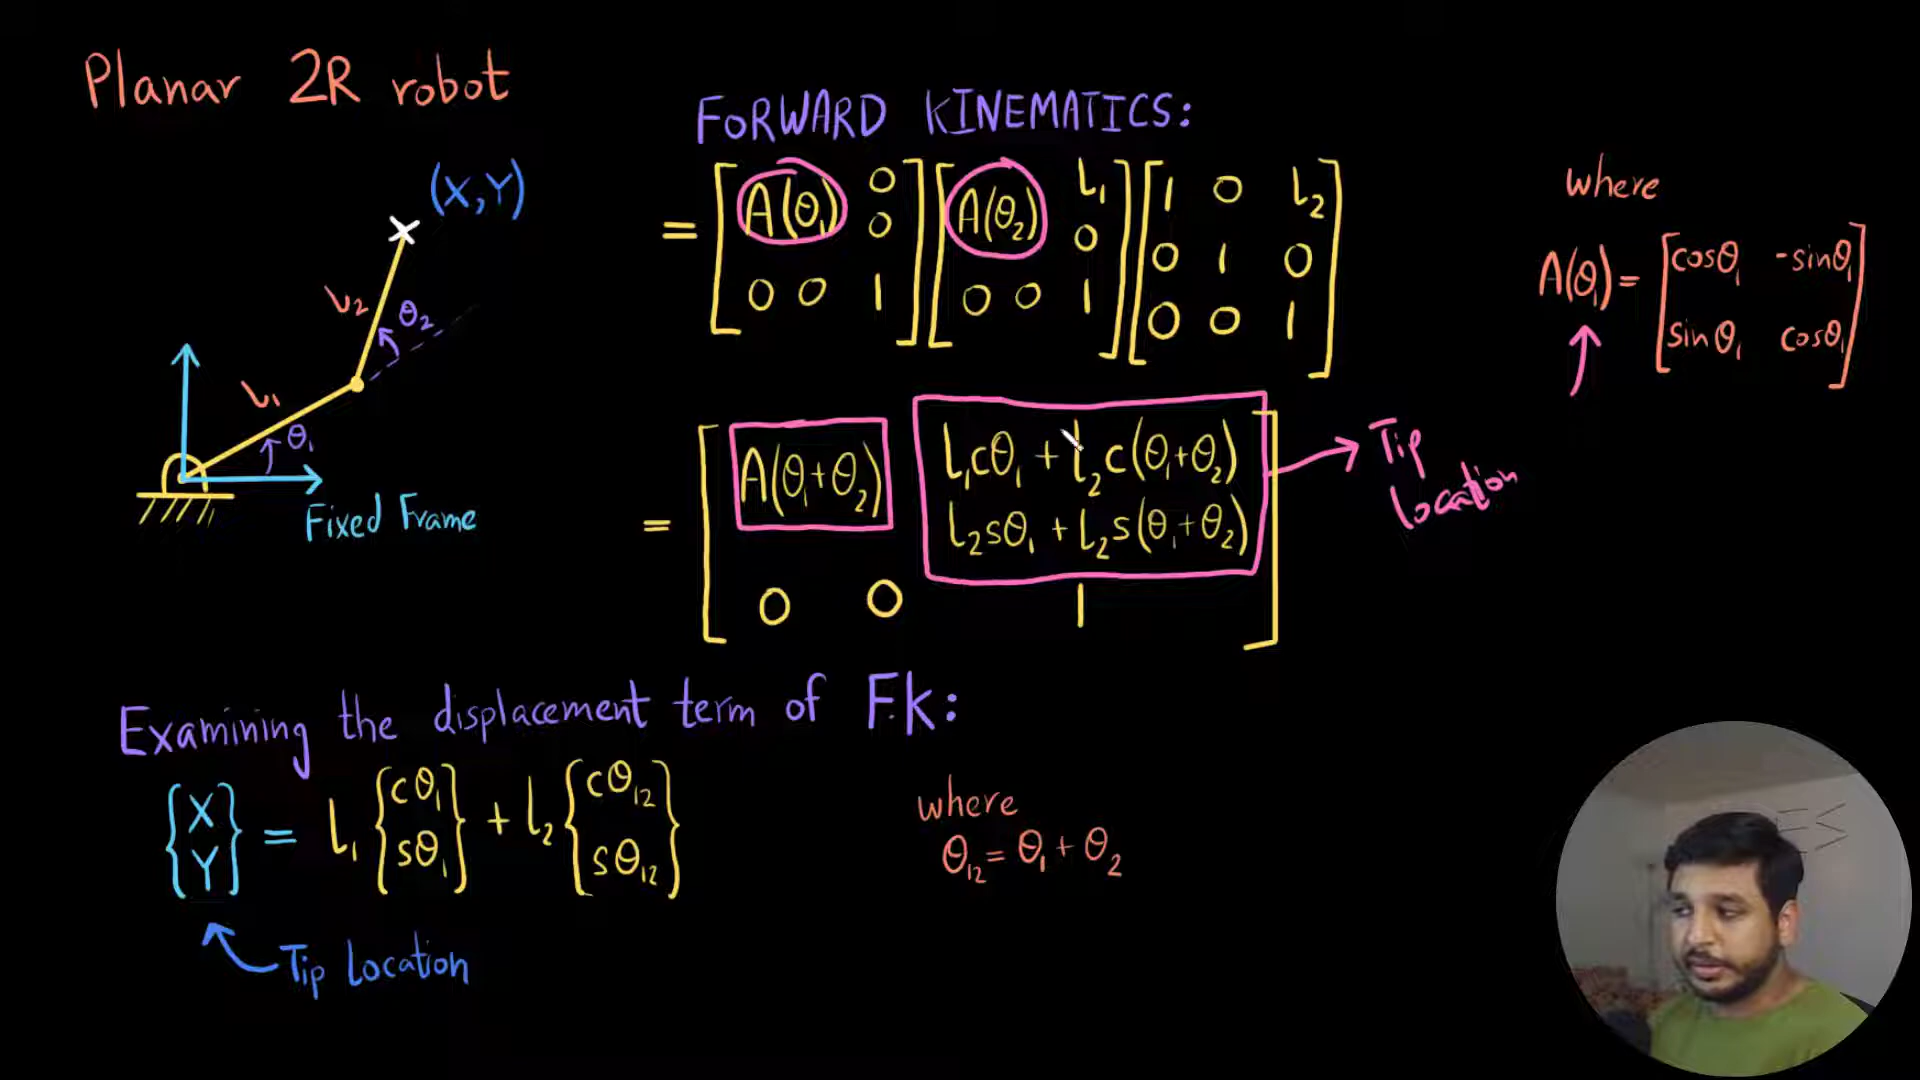 Planar 2R robot
(X,Y)
L2
θ2
L1
θ1
Fixed Frame
FORWARD KINEMATICS:
= [A(θ1) 0 0 0 0 1] [A(θ2) L1 0 0 0 1] [1 0 L2
0 1 0
0 0 1]
where
A(θ1) = [cosθ1 -sinθ1
sinθ1 cosθ1]
= [A(θ1+θ2) L1cθ1 + L2c(θ1+θ2)
L2sθ1 + L2s(θ1+θ2)
0 0 1]
Tip
Location
Examining the displacement term of F.K:
{X Y} = L1 {cθ1 sθ1} + L2 {cθ12 sθ12}
where
θ12 = θ1 + θ2
Tip Location